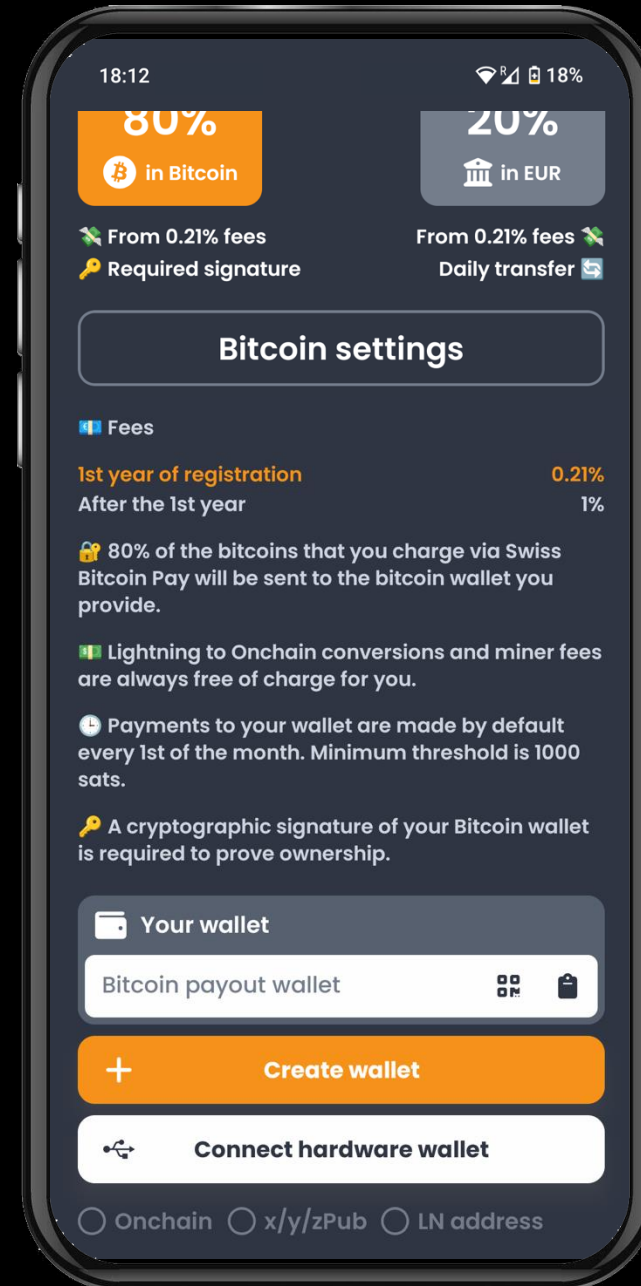 18:12 R 18%
80% 20%
in Bitcoin in EUR
From 0.21% fees From 0.21% fees
Required signature Daily transfer
Bitcoin settings
Fees
1st year of registration 0.21%
After the 1st year 1%
80% of the bitcoins that you charge via Swiss
Bitcoin Pay will be sent to the bitcoin wallet you
provide.
Lightning to Onchain conversions and miner fees
are always free of charge for you.
Payments to your wallet are made by default
every 1st of the month. Minimum threshold is 1000
sats.
A cryptographic signature of your Bitcoin wallet
is required to prove ownership.
Your wallet
Bitcoin payout wallet
Create wallet
Connect hardware wallet
Onchain x/y/zPub LN address